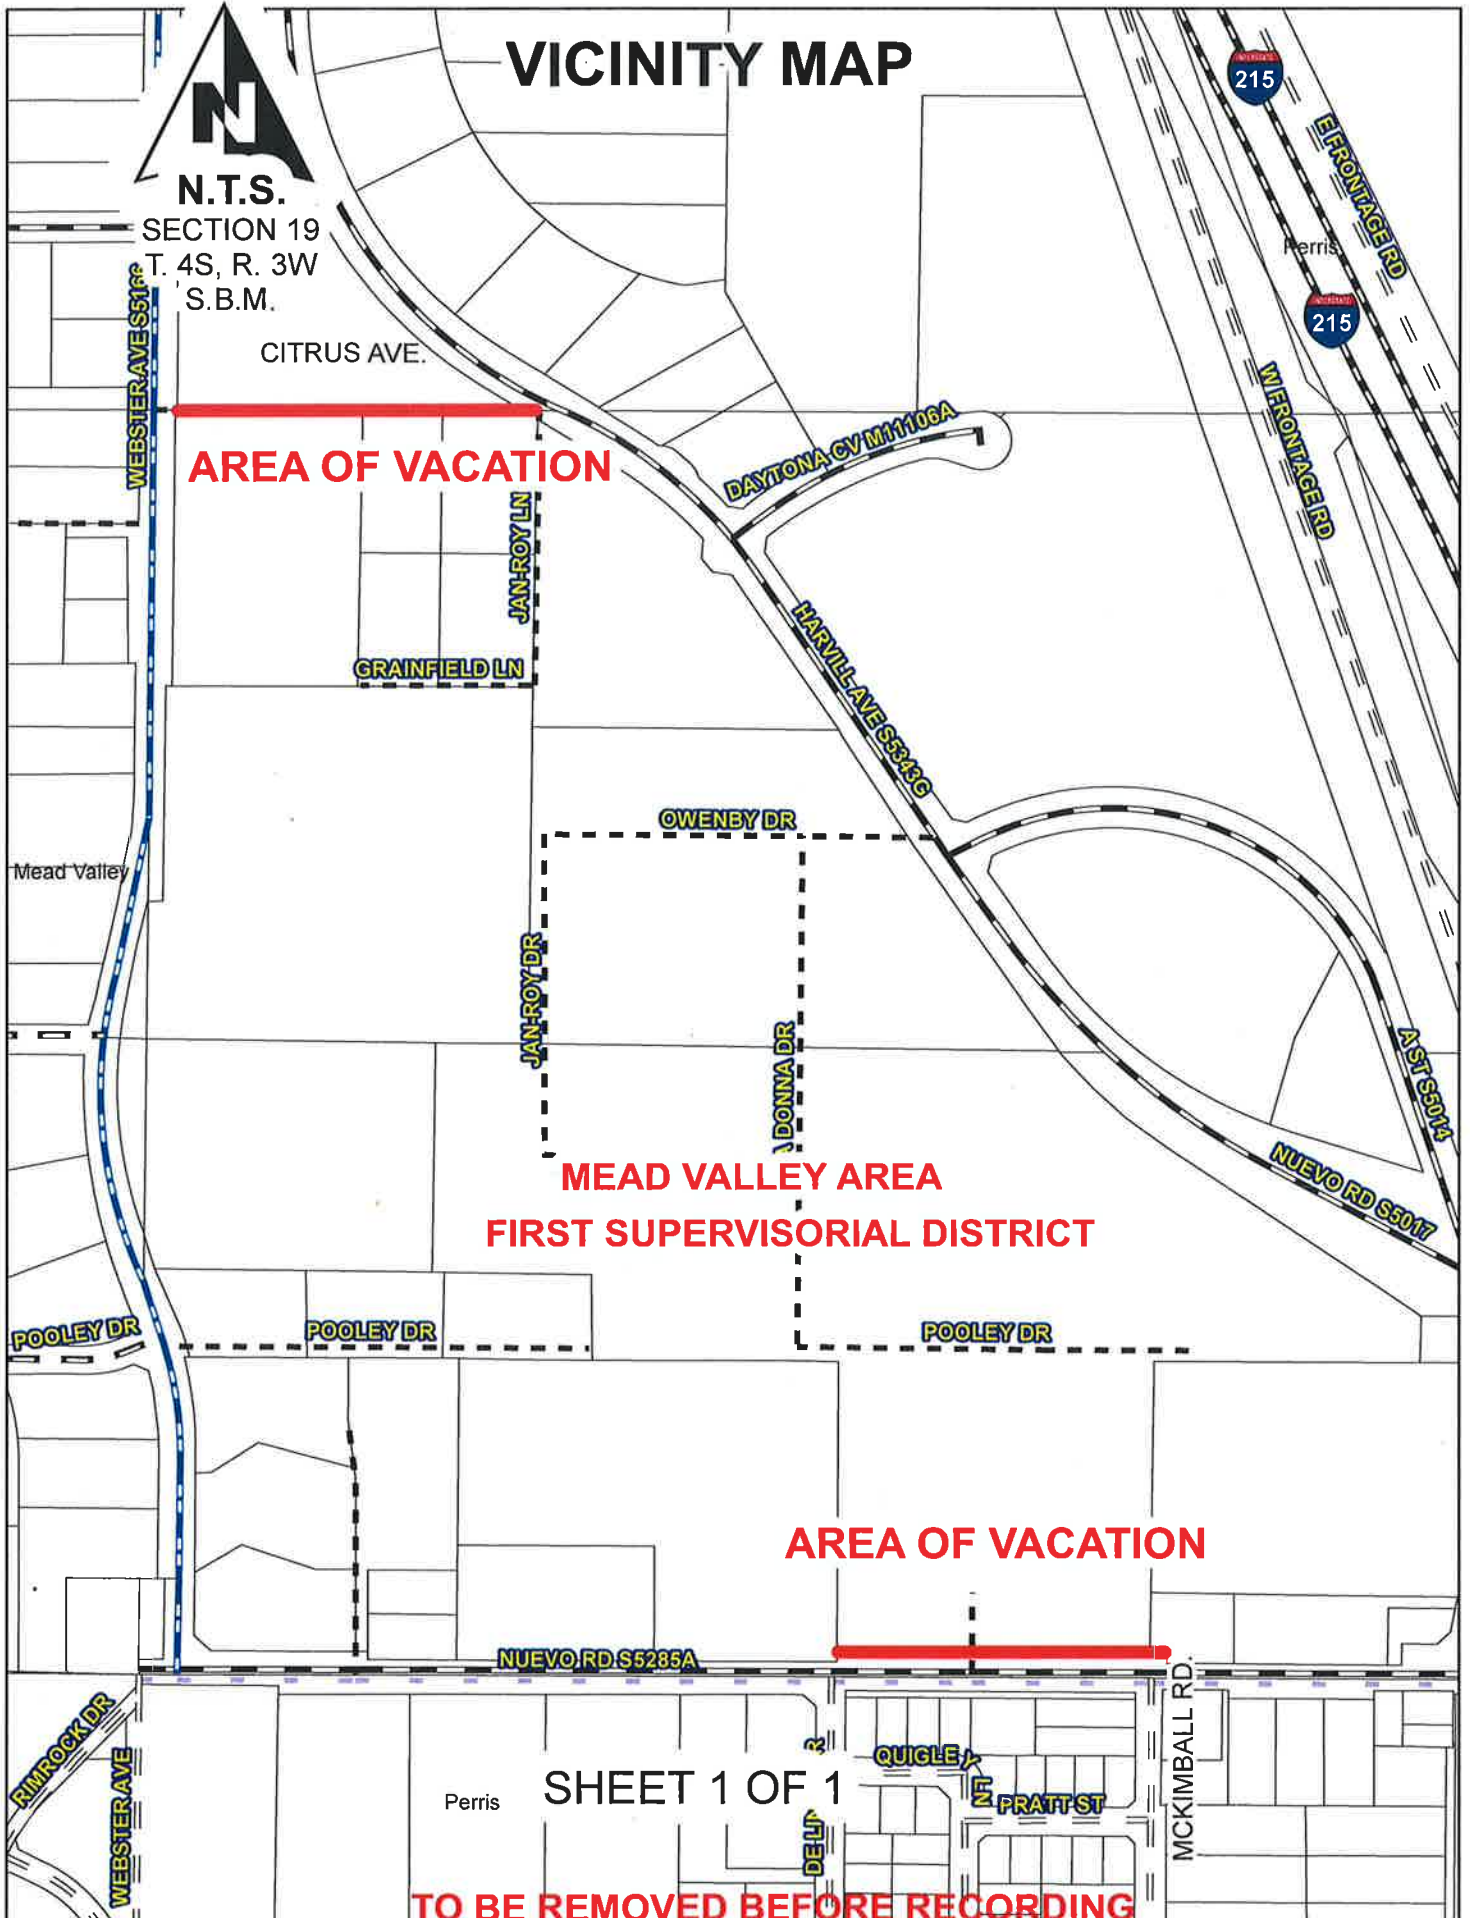 VICINITY MAP
INTERSTATE
215
E FRONTAGE RD
N
N.T.S.
SECTION 19
T. 4S, R. 3W
S.B.M.
Perris
INTERSTATE
215
WEBSTER AVE
CITRUS AVE.
W FRONTAGE RD
AREA OF VACATION
DAYTONA CV M11106A
JAN-ROY LN
GRAINFIELD LN
HARVILL AVE S5343G
OWENBY DR
Mead Valley
JAN-ROY DR
DONNA DR
A ST S5014
MEAD VALLEY AREA
NUEVO RD S5017
FIRST SUPERVISORIAL DISTRICT
POOLEY DR
POOLEY DR
POOLEY DR
AREA OF VACATION
NUEVO RD S5285A
MCKIMBALL RD.
RIMROCK DR
WEBSTER AVE
Perris
SHEET 1 OF 1
QUIGLEY LN
PRATT ST
TO BE REMOVED BEFORE RECORDING